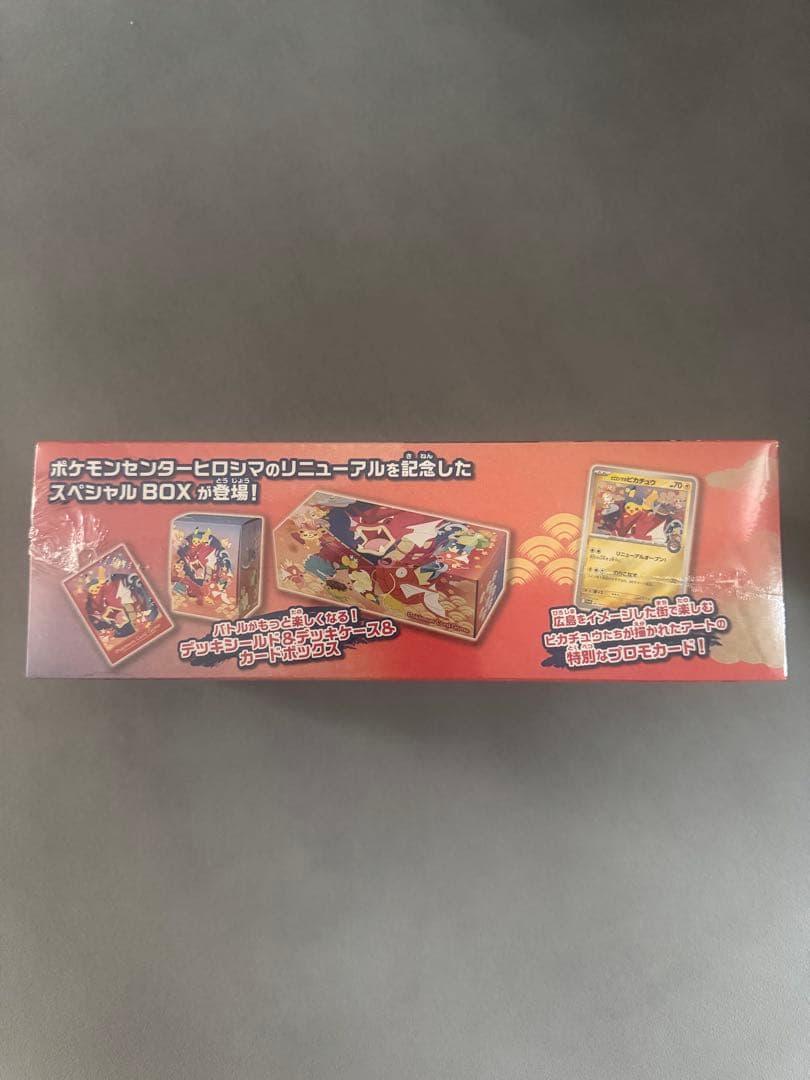 ポケモンセンターヒロシマのリニューアルを記念した
スペシャルBOXが登場!
バトルがもっと楽しくなる!
デッキシールド&デッキケース&
カードボックス
ヒロシマのピカチュウ
70
リニューアルオープン!
広島をイメージした街で楽しむ
ピカチュウたちが描かれたアートの
特別なプロモカード!